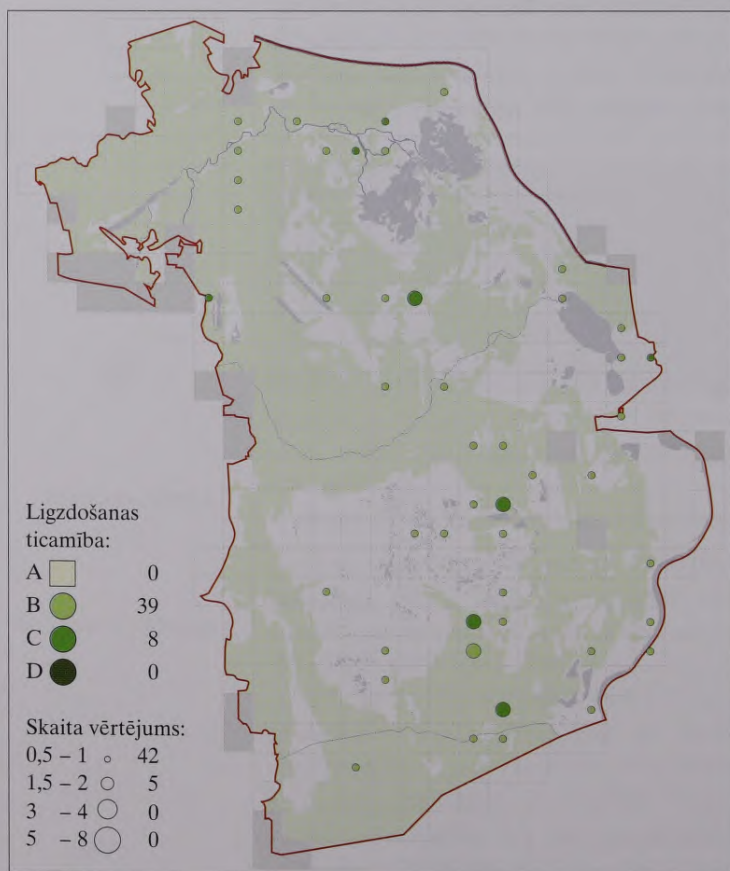 Ligzdošanas
ticamība:
A 0
B 39
C 8
D 0
Skaita vērtējums:
0,5 – 1 42
1,5 – 2 5
3 – 4 0
5 – 8 0